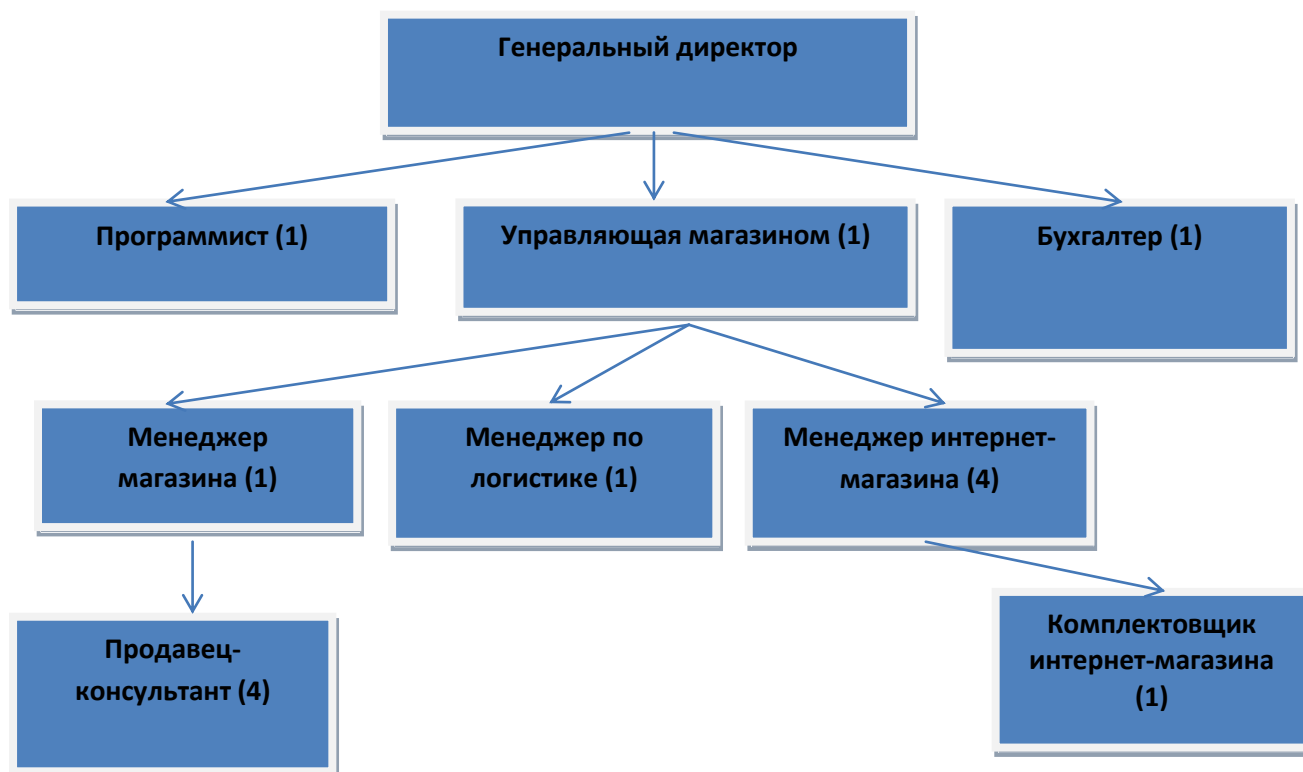 Генеральный директор
Программист (1)
Управляющая магазином (1)
Бухгалтер (1)
Менеджер
магазина (1)
Менеджер по
логистике (1)
Менеджер интернет-
магазина (4)
Продавец-
консультант (4)
Комплектовщик
интернет-магазина
(1)